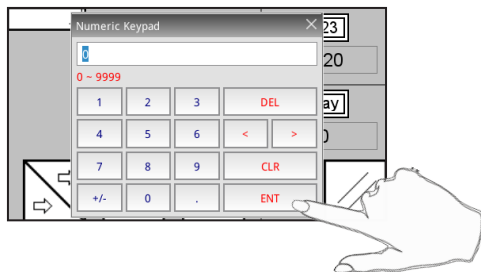 Numeric Keypad
23
0
20
0 ~ 9999
1 2 3 DEL
ay
4 5 6 < >
7 8 9 CLR
+/- 0 . ENT